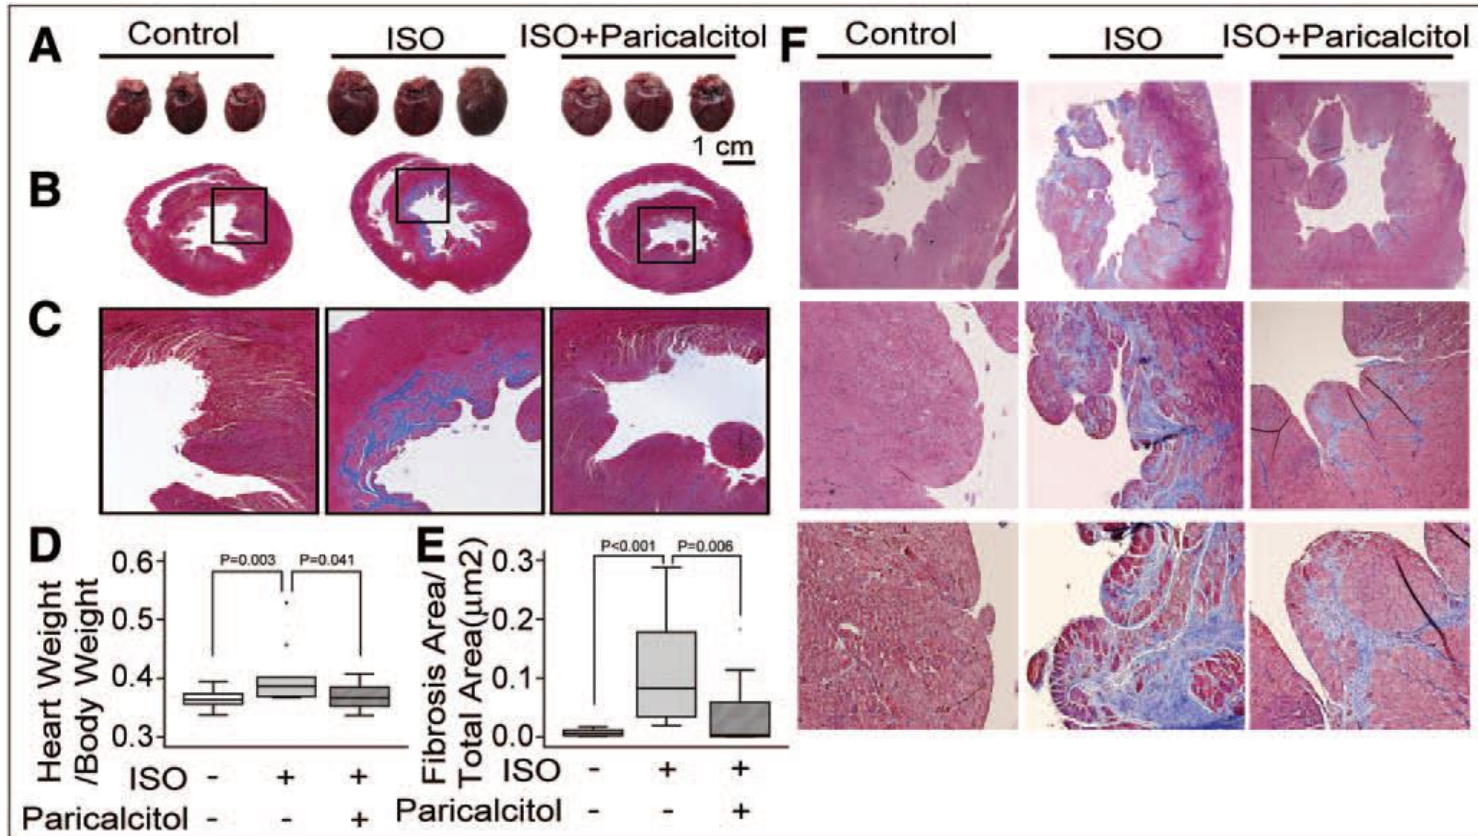 A
Control
ISO
ISO+Paricalcitol
1 cm
B
C
D
Heart Weight
/Body Weight
0.6
0.5
0.4
0.3
P=0.003
P=0.041
ISO - + +
Paricalcitol - - +
E
Fibrosis Area/
Total Area(μm2)
0.3
0.2
0.1
0.0
P<0.001
P=0.006
ISO - + +
Paricalcitol - - +
F
Control
ISO
ISO+Paricalcitol